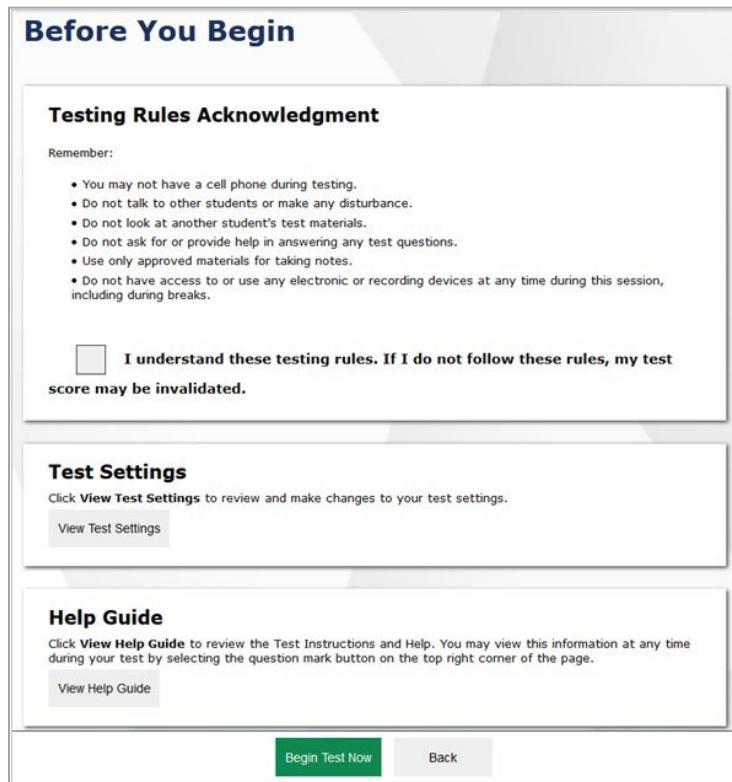 Before You Begin
Testing Rules Acknowledgment
Remember:
• You may not have a cell phone during testing.
• Do not talk to other students or make any disturbance.
• Do not look at another student’s test materials.
• Do not ask for or provide help in answering any test questions.
• Use only approved materials for taking notes.
• Do not have access to or use any electronic or recording devices at any time during this session,
including during breaks.
I understand these testing rules. If I do not follow these rules, my test
score may be invalidated.
Test Settings
Click View Test Settings to review and make changes to your test settings.
View Test Settings
Help Guide
Click View Help Guide to review the Test Instructions and Help. You may view this information at any time
during your test by selecting the question mark button on the top right corner of the page.
View Help Guide
Begin Test Now Back